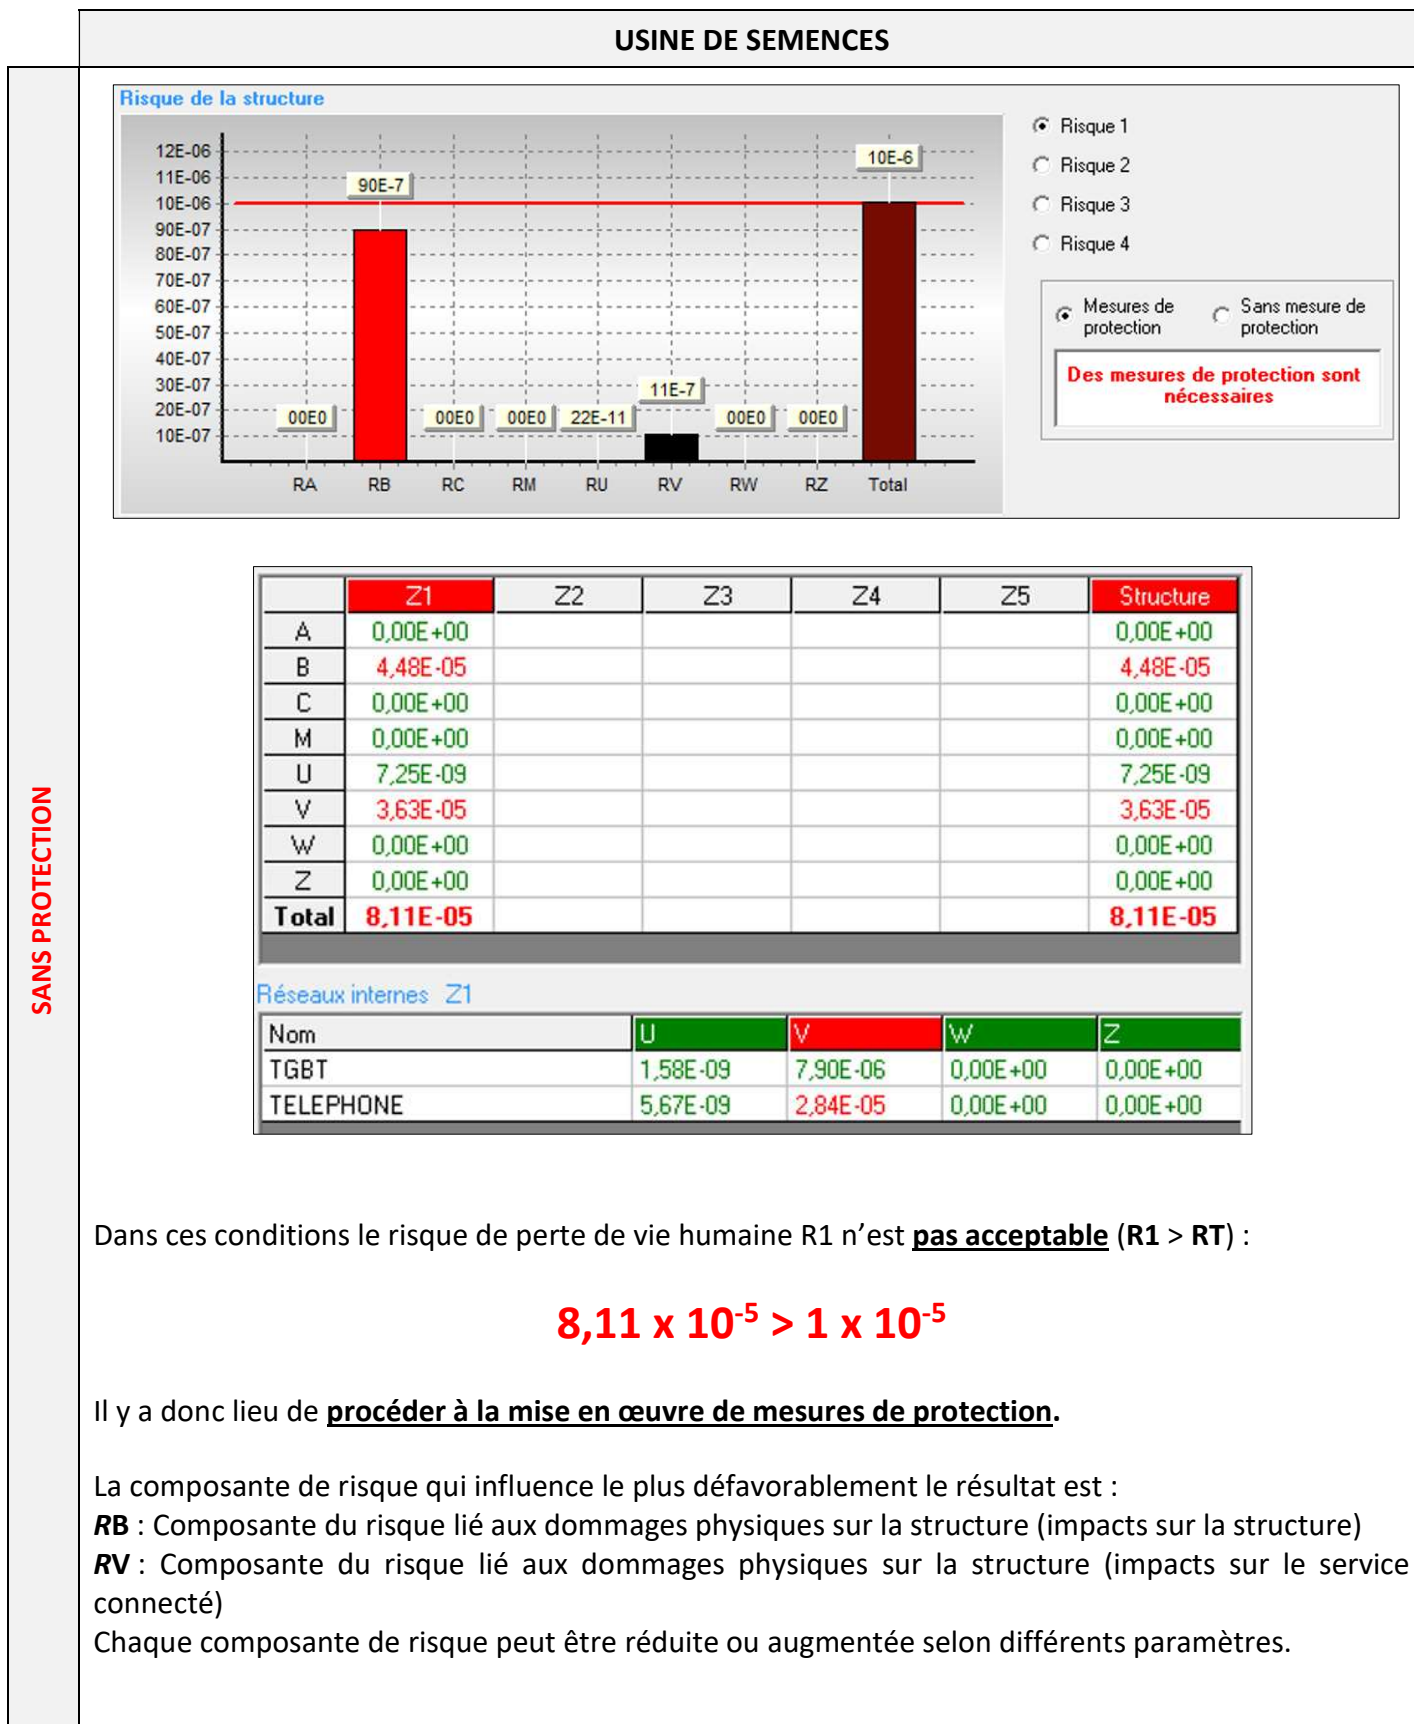 USINE DE SEMENCES
SANS PROTECTION
Risque de la structure
12E-06
11E-06
10E-06
90E-07
80E-07
70E-07
60E-07
50E-07
40E-07
30E-07
20E-07
10E-07
00E0
90E-7
00E0
00E0
22E-11
11E-7
00E0
00E0
10E-6
RA RB RC RM RU RV RW RZ Total
Risque 1
Risque 2
Risque 3
Risque 4
Mesures de protection
Sans mesure de protection
Des mesures de protection sont
nécessaires
Z1 Z2 Z3 Z4 Z5 Structure
A 0,00E+00 0,00E+00
B 4,48E-05 4,48E-05
C 0,00E+00 0,00E+00
M 0,00E+00 0,00E+00
U 7,25E-09 7,25E-09
V 3,63E-05 3,63E-05
W 0,00E+00 0,00E+00
Z 0,00E+00 0,00E+00
Total 8,11E-05 8,11E-05
Réseaux internes Z1
Nom U V W Z
TGBT 1,58E-09 7,90E-06 0,00E+00 0,00E+00
TELEPHONE 5,67E-09 2,84E-05 0,00E+00 0,00E+00
Dans ces conditions le risque de perte de vie humaine R1 n’est pas acceptable (R1 > RT) :
8,11 x 10⁻⁵ > 1 x 10⁻⁵
Il y a donc lieu de procéder à la mise en œuvre de mesures de protection.
La composante de risque qui influence le plus défavorablement le résultat est :
RB : Composante du risque lié aux dommages physiques sur la structure (impacts sur la structure)
RV : Composante du risque lié aux dommages physiques sur la structure (impacts sur le service
connecté)
Chaque composante de risque peut être réduite ou augmentée selon différents paramètres.